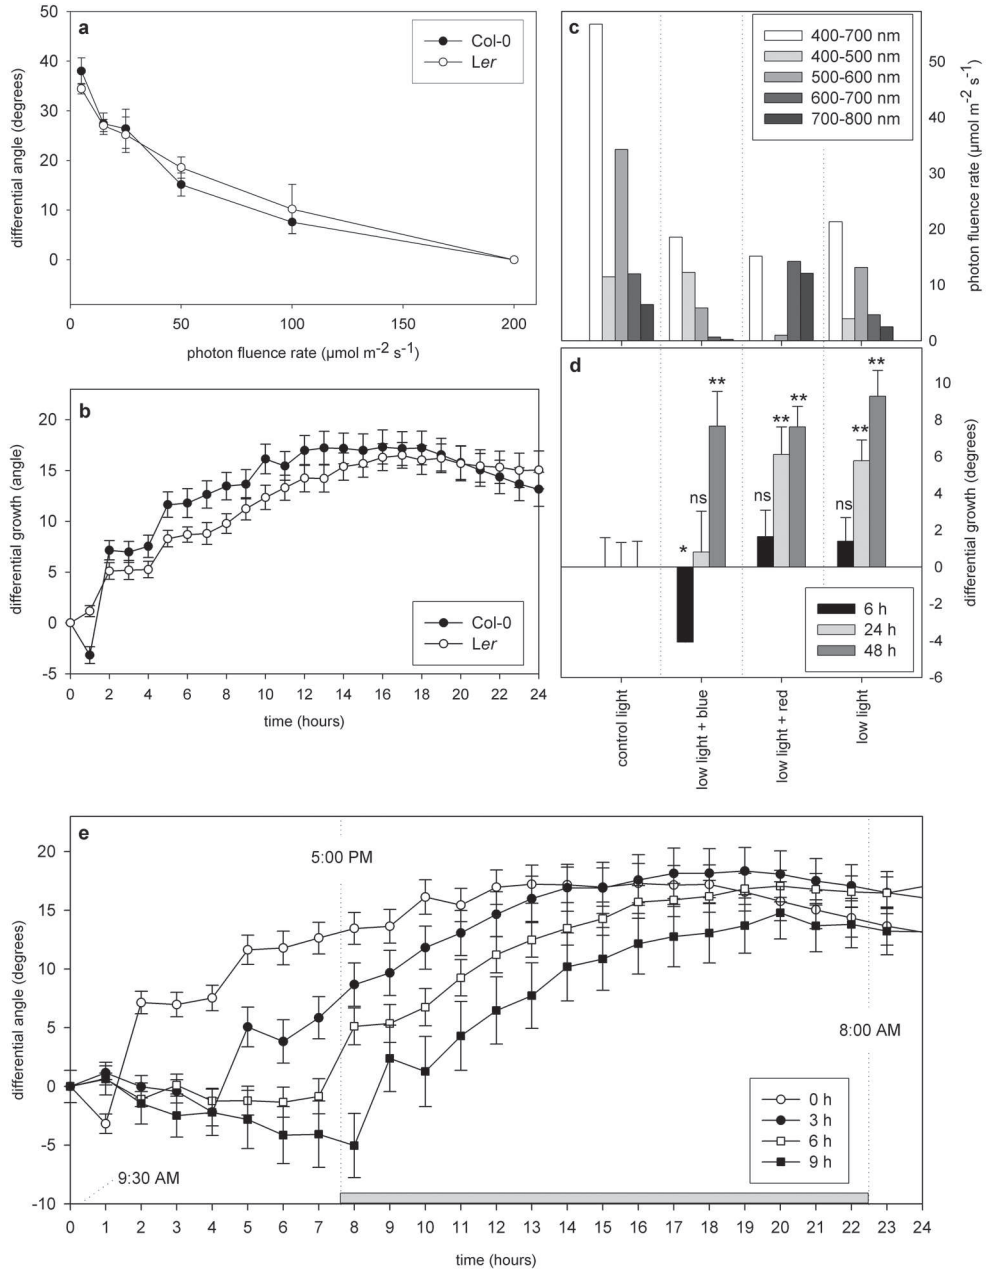 a
50
40
30
20
10
0
differential angle (degrees)
Col-0
Ler
0
50
100
150
200
photon fluence rate (µmol m-2 s-1)
b
20
15
10
5
0
-5
differential growth (angle)
Col-0
Ler
0 2 4 6 8 10 12 14 16 18 20 22 24
time (hours)
c
400-700 nm
400-500 nm
500-600 nm
600-700 nm
700-800 nm
50
40
30
20
10
0
photon fluence rate (µmol m-2 s-1)
d
ns
*
**
ns
**
**
ns
**
**
10
8
6
4
2
0
-2
-4
-6
differential growth (degrees)
6 h
24 h
48 h
control light
low light + blue
low light + red
low light
e
20
15
10
5
0
-5
-10
differential angle (degrees)
5:00 PM
8:00 AM
9:30 AM
0 h
3 h
6 h
9 h
0 1 2 3 4 5 6 7 8 9 10 11 12 13 14 15 16 17 18 19 20 21 22 23 24
time (hours)